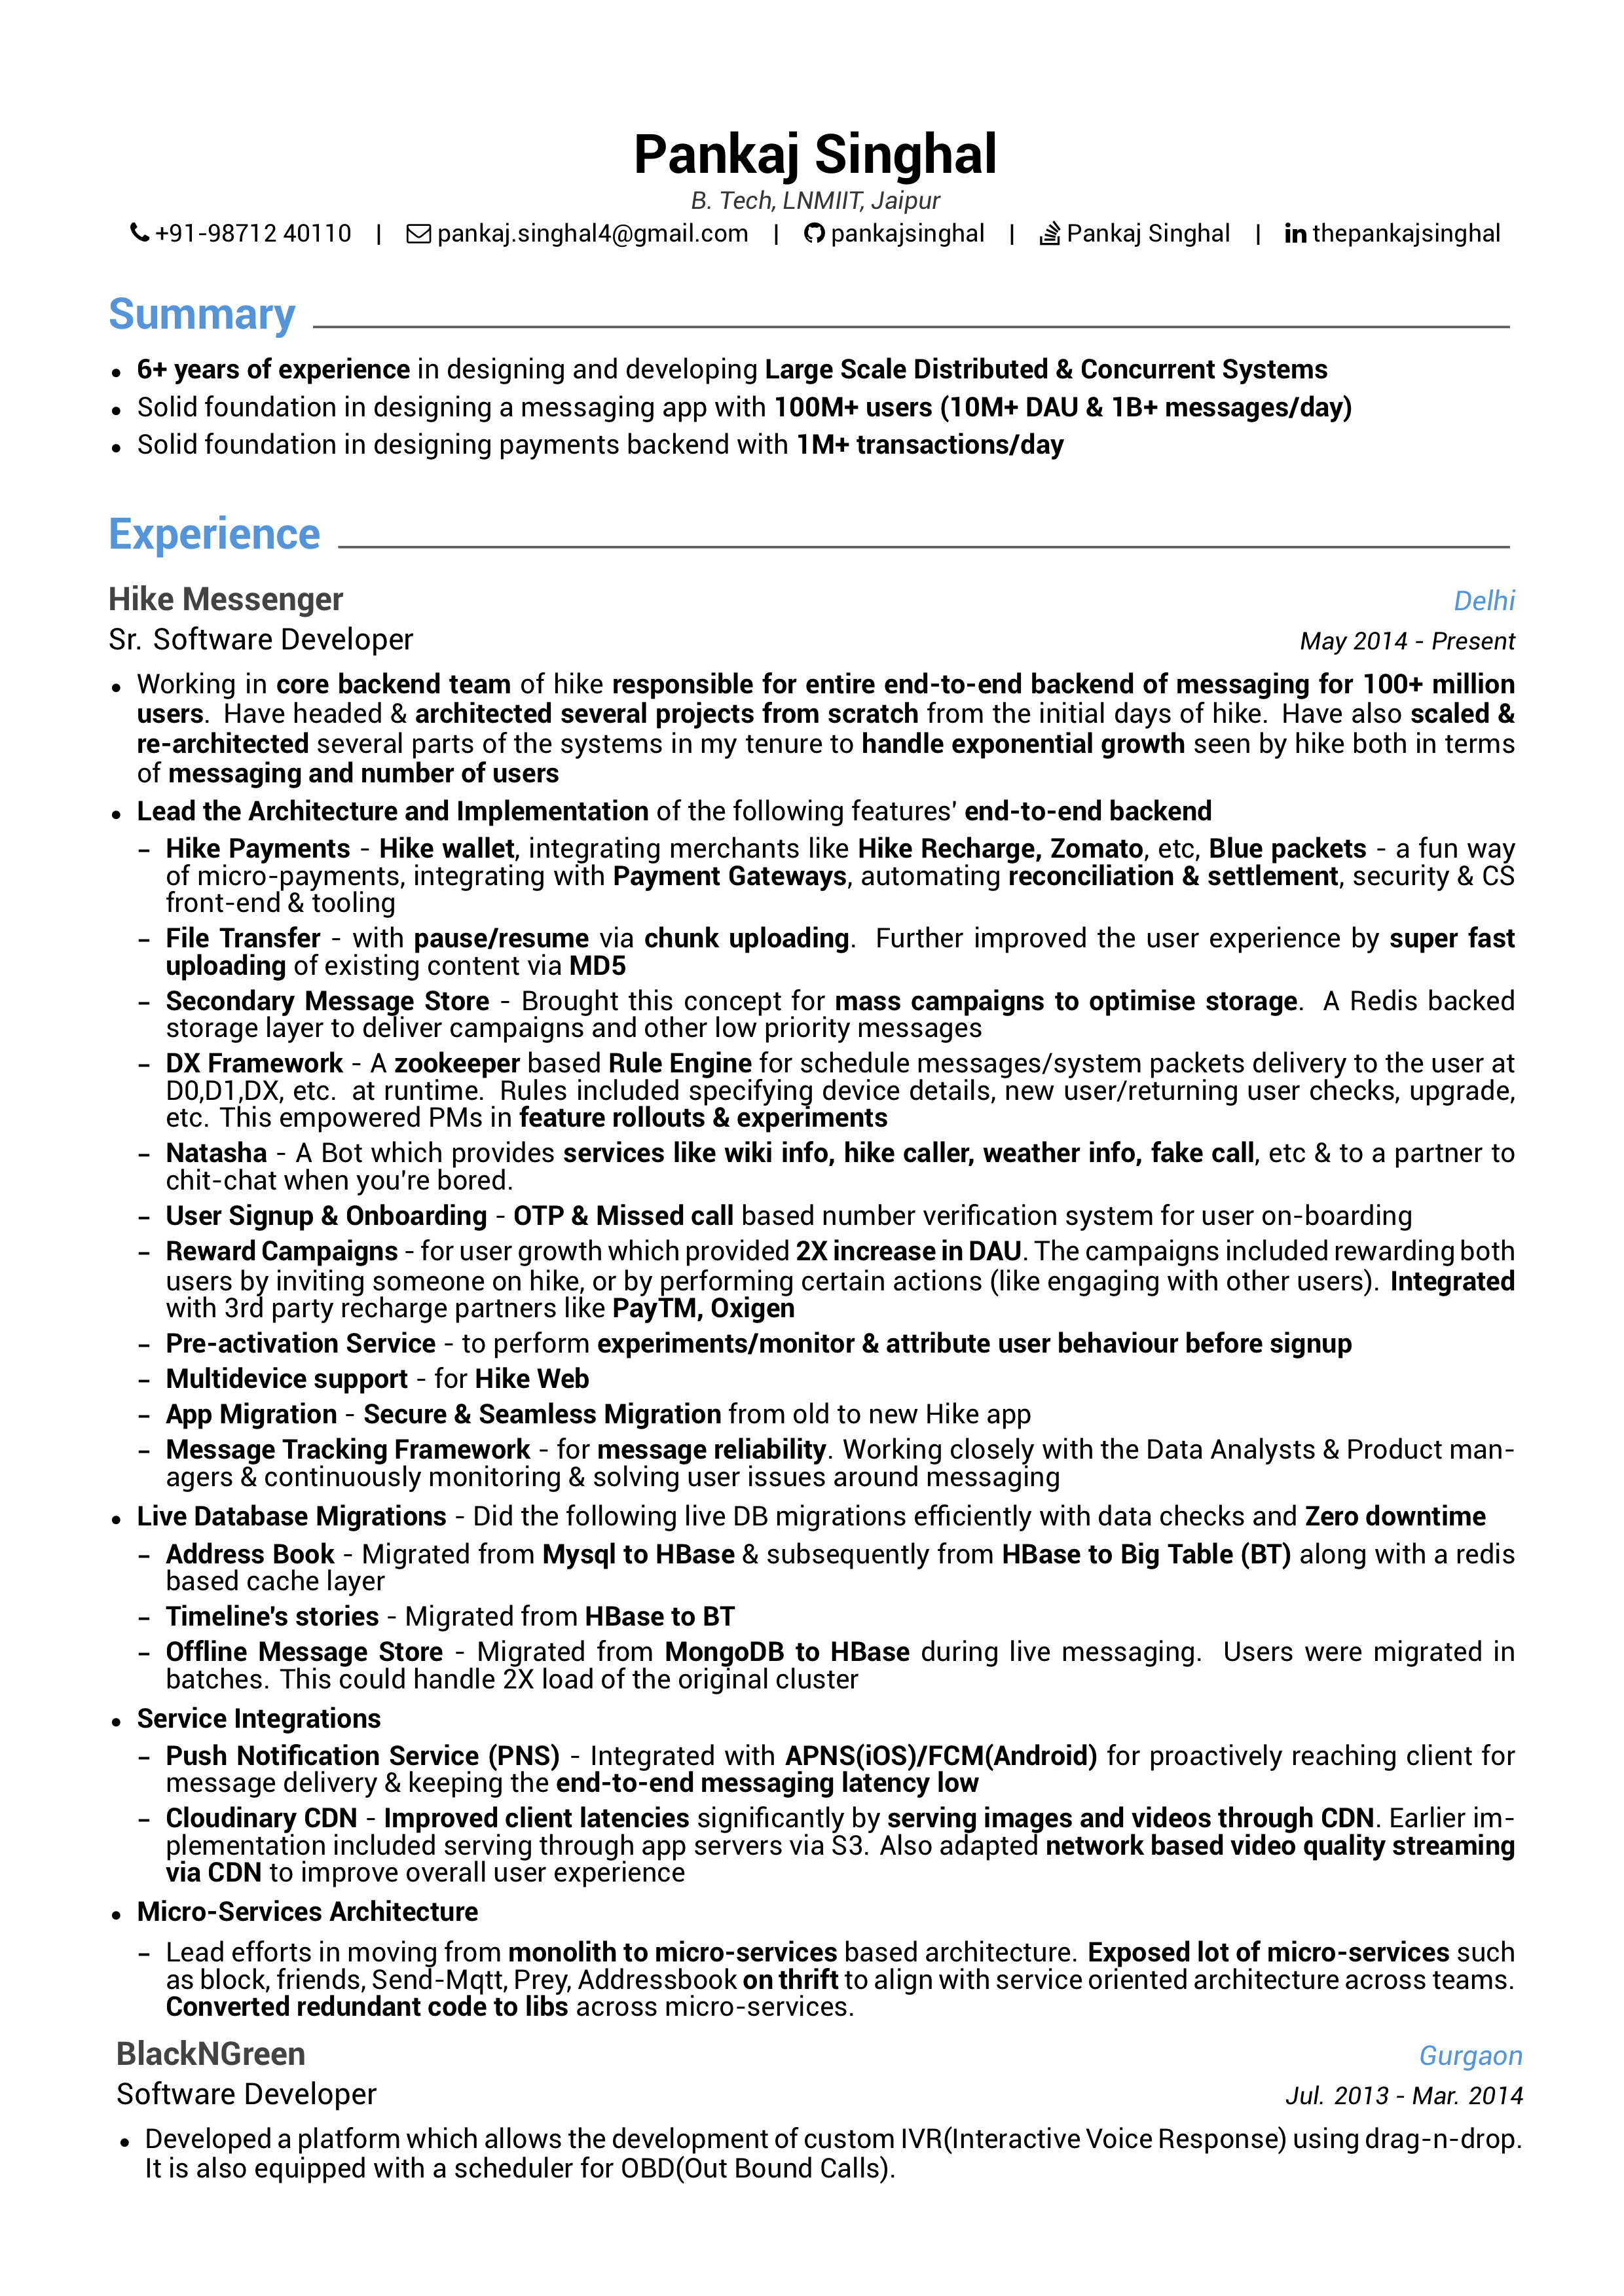 Pankaj Singhal
B. Tech, LNMIIT, Jaipur
+91-98712 40110 | pankaj.singhal4@gmail.com | pankajsinghal | Pankaj Singhal | thepankajsinghal
Summary
• 6+ years of experience in designing and developing Large Scale Distributed & Concurrent Systems
• Solid foundation in designing a messaging app with 100M+ users (10M+ DAU & 1B+ messages/day)
• Solid foundation in designing payments backend with 1M+ transactions/day
Experience
Hike Messenger Delhi
Sr. Software Developer May 2014 - Present
• Working in core backend team of hike responsible for entire end-to-end backend of messaging for 100+ million
users. Have headed & architected several projects from scratch from the initial days of hike. Have also scaled &
re-architected several parts of the systems in my tenure to handle exponential growth seen by hike both in terms
of messaging and number of users
• Lead the Architecture and Implementation of the following features' end-to-end backend
– Hike Payments - Hike wallet, integrating merchants like Hike Recharge, Zomato, etc, Blue packets - a fun way
of micro-payments, integrating with Payment Gateways, automating reconciliation & settlement, security & CS
front-end & tooling
– File Transfer - with pause/resume via chunk uploading. Further improved the user experience by super fast
uploading of existing content via MD5
– Secondary Message Store - Brought this concept for mass campaigns to optimise storage. A Redis backed
storage layer to deliver campaigns and other low priority messages
– DX Framework - A zookeeper based Rule Engine for schedule messages/system packets delivery to the user at
D0,D1,DX, etc. at runtime. Rules included specifying device details, new user/returning user checks, upgrade,
etc. This empowered PMs in feature rollouts & experiments
– Natasha - A Bot which provides services like wiki info, hike caller, weather info, fake call, etc & to a partner to
chit-chat when you're bored.
– User Signup & Onboarding - OTP & Missed call based number verification system for user on-boarding
– Reward Campaigns - for user growth which provided 2X increase in DAU. The campaigns included rewarding both
users by inviting someone on hike, or by performing certain actions (like engaging with other users). Integrated
with 3rd party recharge partners like PayTM, Oxigen
– Pre-activation Service - to perform experiments/monitor & attribute user behaviour before signup
– Multidevice support - for Hike Web
– App Migration - Secure & Seamless Migration from old to new Hike app
– Message Tracking Framework - for message reliability. Working closely with the Data Analysts & Product man-
agers & continuously monitoring & solving user issues around messaging
• Live Database Migrations - Did the following live DB migrations efficiently with data checks and Zero downtime
– Address Book - Migrated from Mysql to HBase & subsequently from HBase to Big Table (BT) along with a redis
based cache layer
– Timeline's stories - Migrated from HBase to BT
– Offline Message Store - Migrated from MongoDB to HBase during live messaging. Users were migrated in
batches. This could handle 2X load of the original cluster
• Service Integrations
– Push Notification Service (PNS) - Integrated with APNS(iOS)/FCM(Android) for proactively reaching client for
message delivery & keeping the end-to-end messaging latency low
– Cloudinary CDN - Improved client latencies significantly by serving images and videos through CDN. Earlier im-
plementation included serving through app servers via S3. Also adapted network based video quality streaming
via CDN to improve overall user experience
• Micro-Services Architecture
– Lead efforts in moving from monolith to micro-services based architecture. Exposed lot of micro-services such
as block, friends, Send-Mqtt, Prey, Addressbook on thrift to align with service oriented architecture across teams.
Converted redundant code to libs across micro-services.
BlackNGreen Gurgaon
Software Developer Jul. 2013 - Mar. 2014
• Developed a platform which allows the development of custom IVR(Interactive Voice Response) using drag-n-drop.
It is also equipped with a scheduler for OBD(Out Bound Calls).